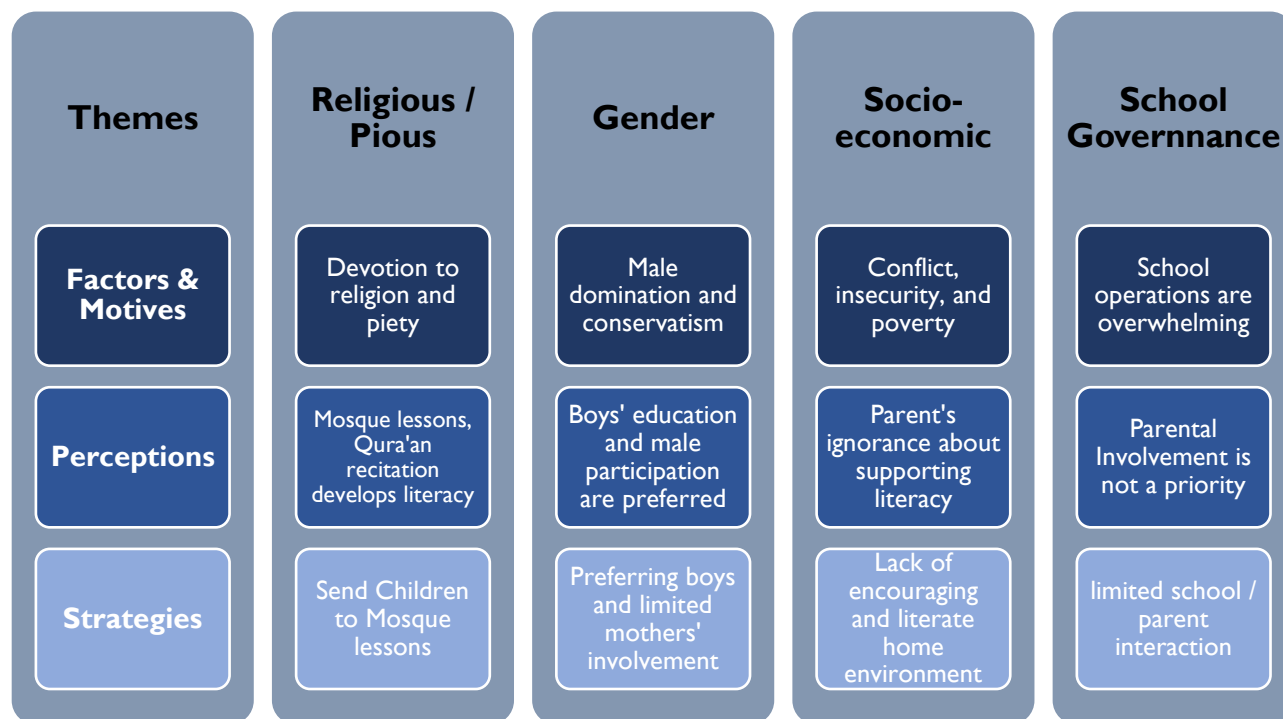 Themes
Factors &
Motives
Perceptions
Strategies
Religious /
Pious
Devotion to
religion and
piety
Mosque lessons,
Qura'an
recitation
develops literacy
Send Children
to Mosque
lessons
Gender
Male
domination and
conservatism
Boys' education
and male
participation
are preferred
Preferring boys
and limited
mothers'
involvement
Socio-
economic
Conflict,
insecurity, and
poverty
Parent's
ignorance about
supporting
literacy
Lack of
encouraging
and literate
home
environment
School
Governnance
School
operations are
overwhelming
Parental
Involvement is
not a priority
limited school /
parent
interaction